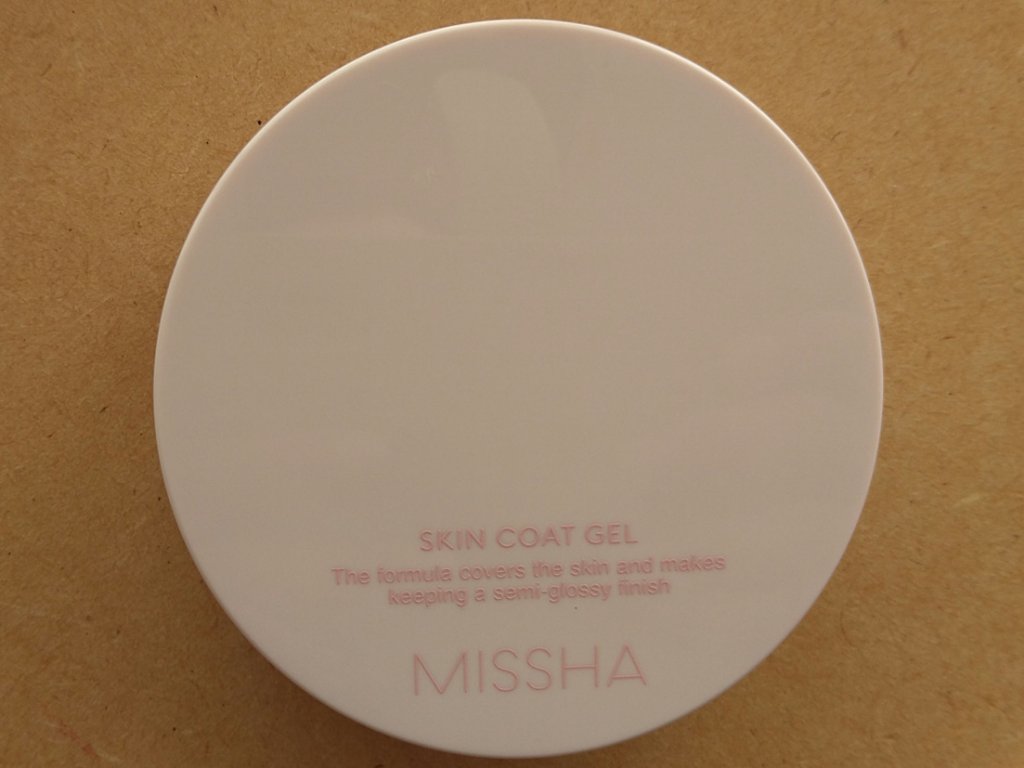 SKIN COAT GEL
The formula covers the skin and makes
keeping a semi-glossy finish
MISSHA